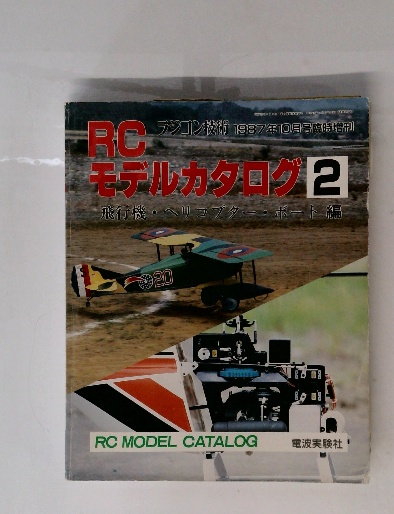 ラジコン技術 1987年10月号臨時増刊
RC
モデルカタログ 2
飛行機・ヘリコプター・ボート編
20
RC MODEL CATALOG
電波実験社